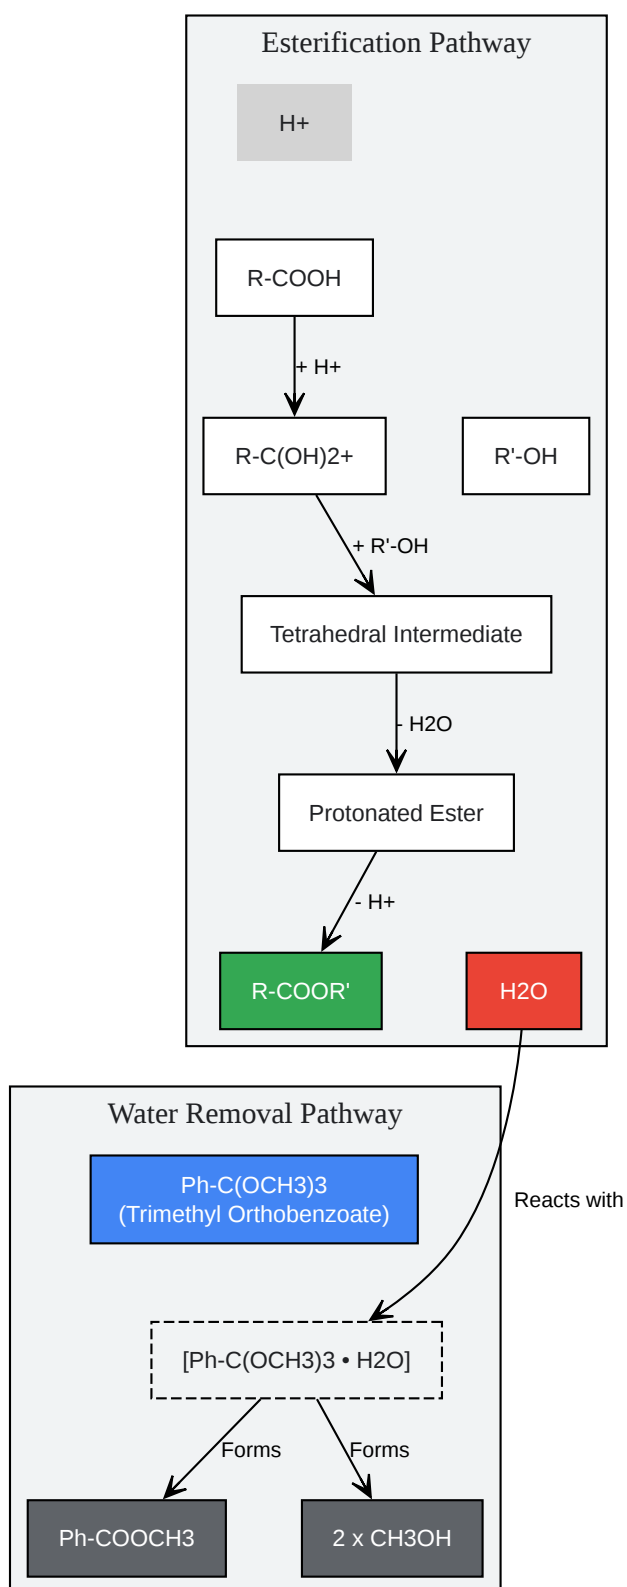 Esterification Pathway
H+
R-COOH
+ H+
R-C(OH)2+
R'-OH
+ R'-OH
Tetrahedral Intermediate
- H2O
Protonated Ester
- H+
R-COOR'
H2O
Water Removal Pathway
Ph-C(OCH3)3
(Trimethyl Orthobenzoate)
Reacts with
[Ph-C(OCH3)3 • H2O]
Forms
Forms
Ph-COOCH3
2 x CH3OH